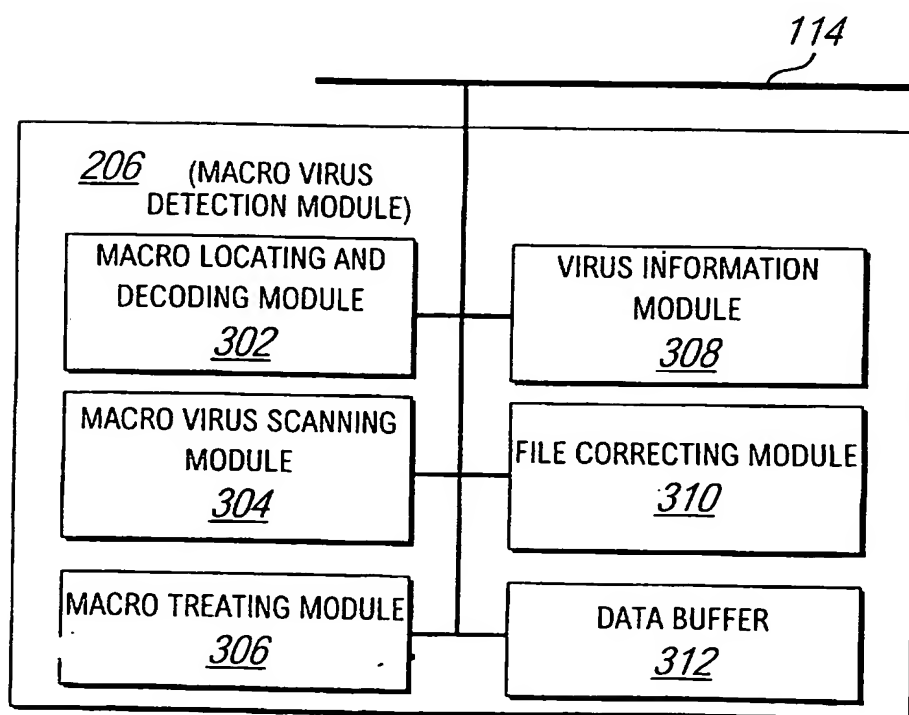 114
206 (MACRO VIRUS
DETECTION MODULE)
MACRO LOCATING AND
DECODING MODULE
302
VIRUS INFORMATION
MODULE
308
MACRO VIRUS SCANNING
MODULE
304
FILE CORRECTING MODULE
310
MACRO TREATING MODULE
306
DATA BUFFER
312